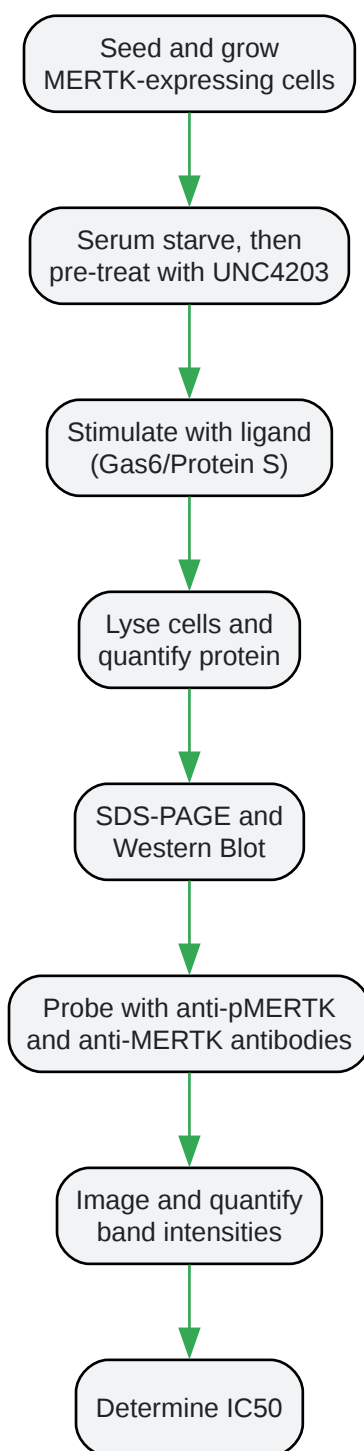 Seed and grow
MERTK-expressing cells
Serum starve, then
pre-treat with UNC4203
Stimulate with ligand
(Gas6/Protein S)
Lyse cells and
quantify protein
SDS-PAGE and
Western Blot
Probe with anti-pMERTK
and anti-MERTK antibodies
Image and quantify
band intensities
Determine IC50